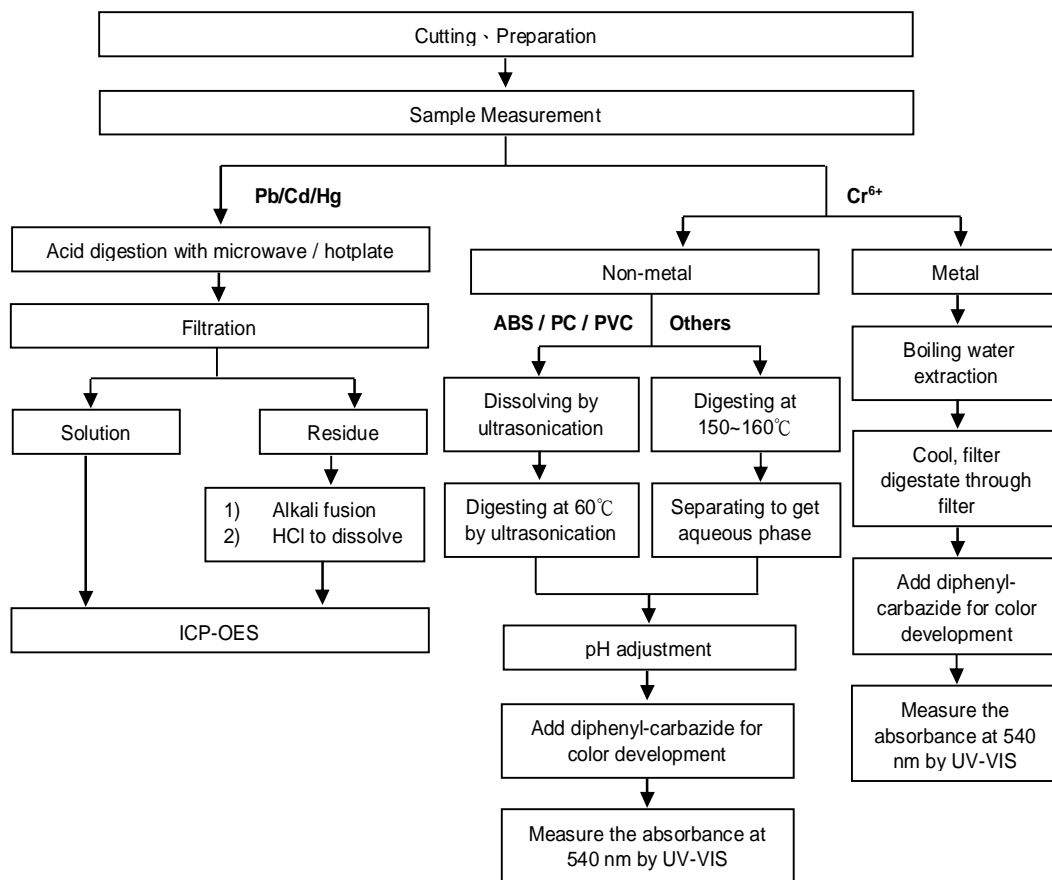 Cutting、Preparation
Sample Measurement
Pb/Cd/Hg
Cr⁶⁺
Acid digestion with microwave / hotplate
Filtration
Solution
Residue
1) Alkali fusion
2) HCl to dissolve
ICP-OES
Non-metal
ABS / PC / PVC
Others
Dissolving by
ultrasonication
Digesting at
150~160℃
Digesting at 60℃
by ultrasonication
Separating to get
aqueous phase
pH adjustment
Add diphenyl-carbazide for
color development
Measure the absorbance at
540 nm by UV-VIS
Metal
Boiling water
extraction
Cool, filter
digestate through
filter
Add diphenyl-
carbazide for color
development
Measure the
absorbance at 540
nm by UV-VIS